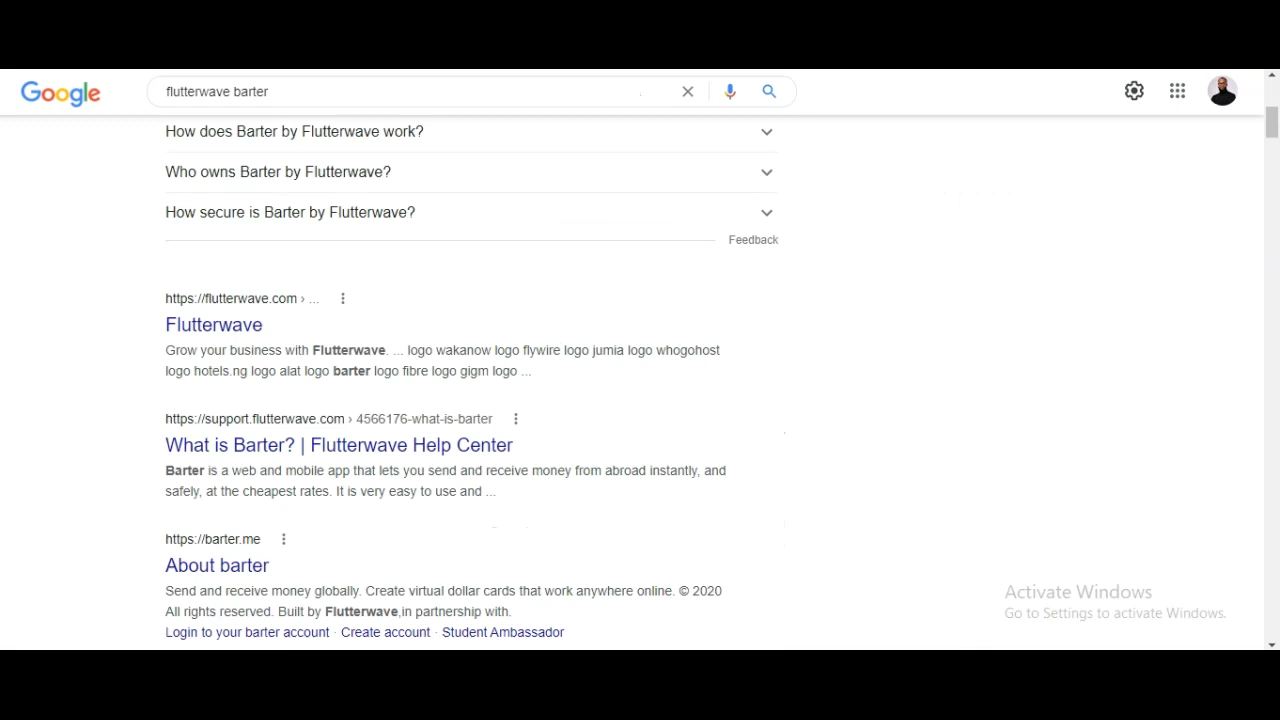 Google
flutterwave barter
How does Barter by Flutterwave work?
Who owns Barter by Flutterwave?
How secure is Barter by Flutterwave?
Feedback
https://flutterwave.com › ...
Flutterwave
Grow your business with Flutterwave. ... logo wakanow logo flywire logo jumia logo whogohost
logo hotels.ng logo alat logo barter logo fibre logo gigm logo ...
https://support.flutterwave.com › 4566176-what-is-barter
What is Barter? | Flutterwave Help Center
Barter is a web and mobile app that lets you send and receive money from abroad instantly, and
safely, at the cheapest rates. It is very easy to use and ...
https://barter.me
About barter
Send and receive money globally. Create virtual dollar cards that work anywhere online. © 2020
All rights reserved. Built by Flutterwave,in partnership with.
Login to your barter account · Create account · Student Ambassador
Activate Windows
Go to Settings to activate Windows.